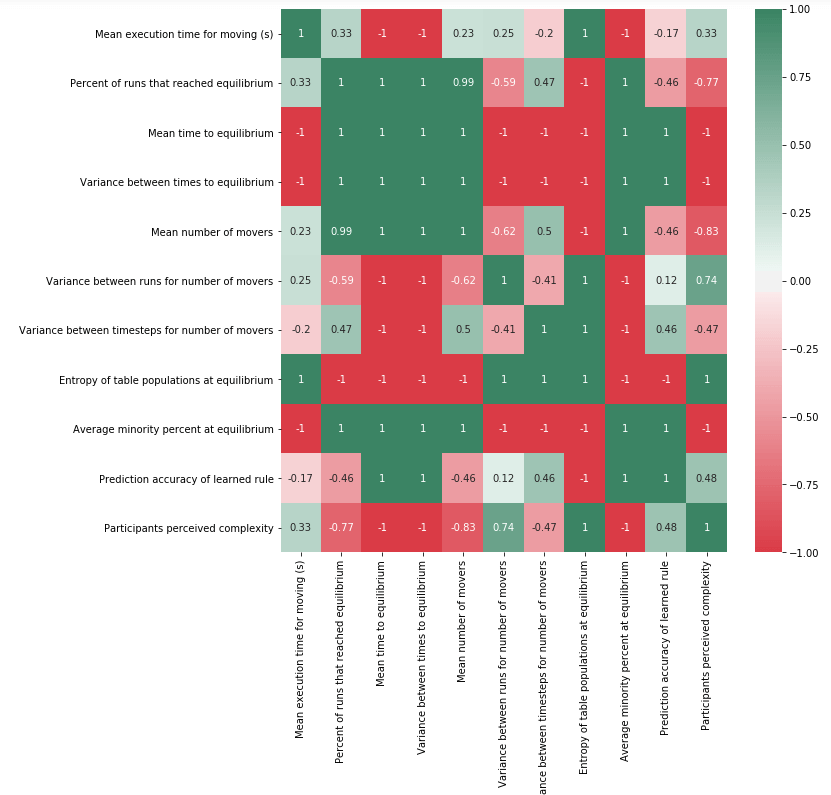 Mean execution time for moving (s) 1 0.33 -1 -1 0.23 0.25 -0.2 1 -1 -0.17 0.33
Percent of runs that reached equilibrium 0.33 1 1 1 0.99 -0.59 0.47 -1 1 -0.46 -0.77
Mean time to equilibrium -1 1 1 1 1 -1 -1 -1 1 1 -1
Variance between times to equilibrium -1 1 1 1 1 -1 -1 -1 1 1 -1
Mean number of movers 0.23 0.99 1 1 1 -0.62 0.5 -1 1 -0.46 -0.83
Variance between runs for number of movers 0.25 -0.59 -1 -1 -0.62 1 -0.41 1 -1 0.12 0.74
Variance between timesteps for number of movers -0.2 0.47 -1 -1 0.5 -0.41 1 1 -1 0.46 -0.47
Entropy of table populations at equilibrium 1 -1 -1 -1 -1 1 1 1 -1 -1 1
Average minority percent at equilibrium -1 1 1 1 1 -1 -1 -1 1 1 -1
Prediction accuracy of learned rule -0.17 -0.46 1 1 -0.46 0.12 0.46 -1 1 1 0.48
Participants perceived complexity 0.33 -0.77 -1 -1 -0.83 0.74 -0.47 1 -1 0.48 1
Mean execution time for moving (s)
Percent of runs that reached equilibrium
Mean time to equilibrium
Variance between times to equilibrium
Mean number of movers
Variance between runs for number of movers
ance between timesteps for number of movers
Entropy of table populations at equilibrium
Average minority percent at equilibrium
Prediction accuracy of learned rule
Participants perceived complexity
1.00
0.75
0.50
0.25
0.00
−0.25
−0.50
−0.75
−1.00